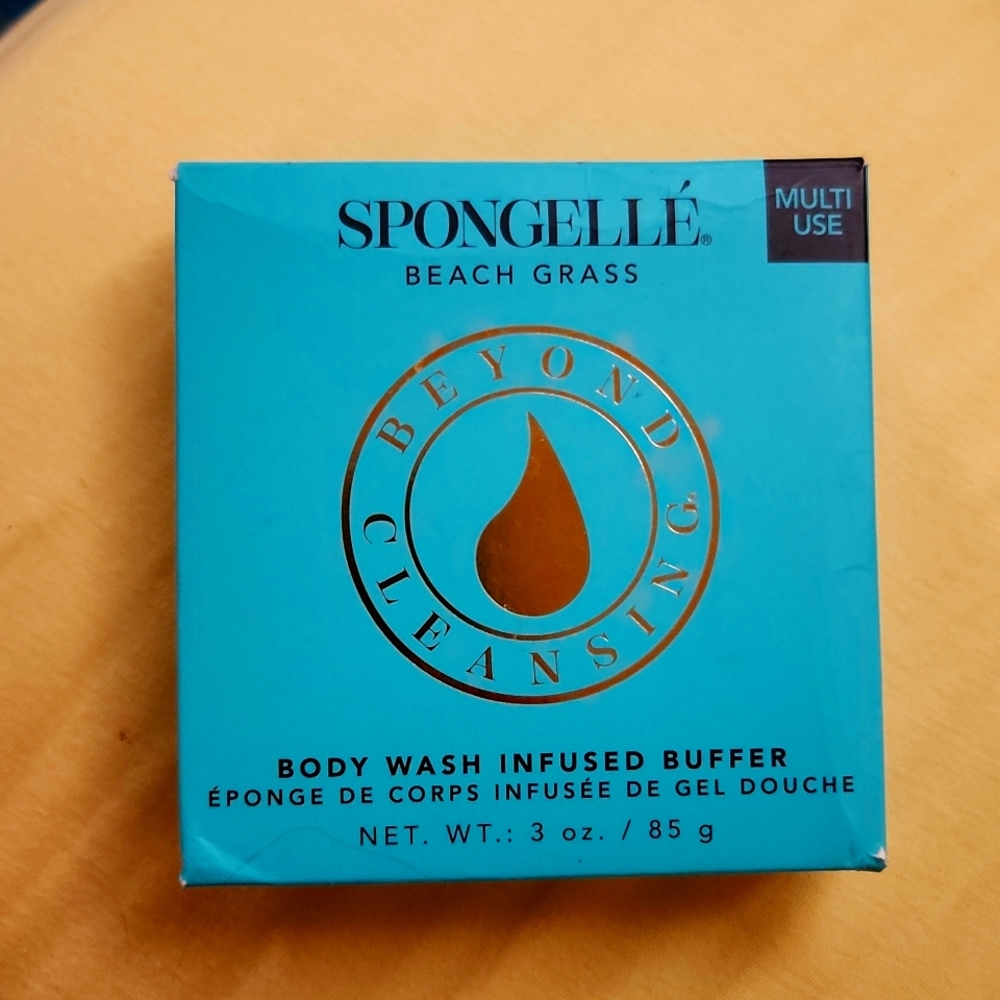 SPONGELLÉ®
BEACH GRASS
MULTI
USE
BEYOND
CLEANSING®
BODY WASH INFUSED BUFFER
ÉPONGE DE CORPS INFUSÉE DE GEL DOUCHE
NET. WT.: 3 oz. / 85 g